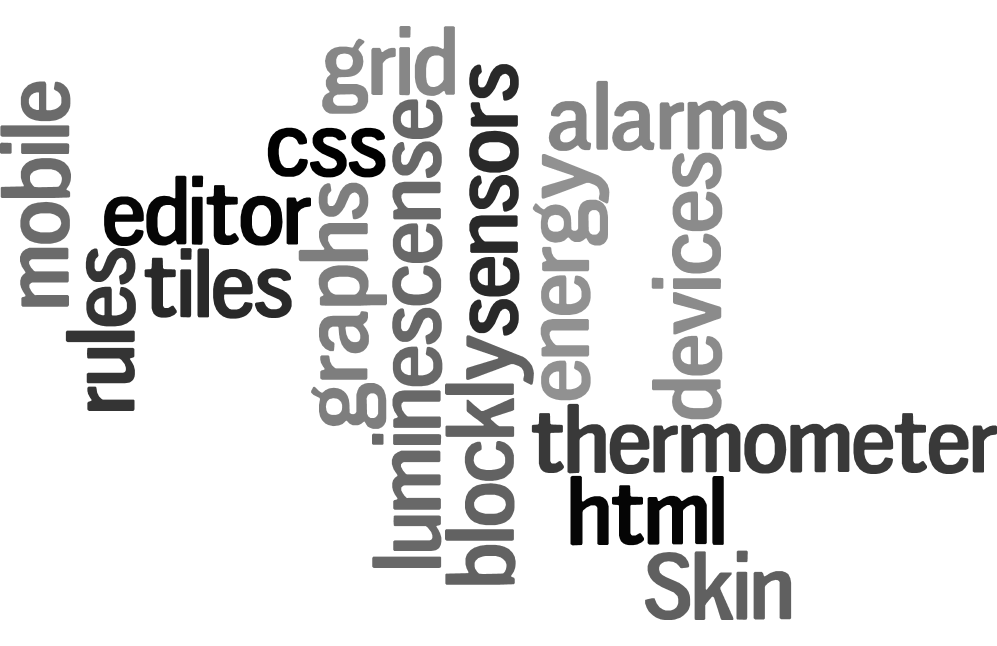 grid
mobile
sensors
alarms
css
luminescense
editor
graphs
energy
devices
rules
tiles
blockly
thermometer
html
Skin